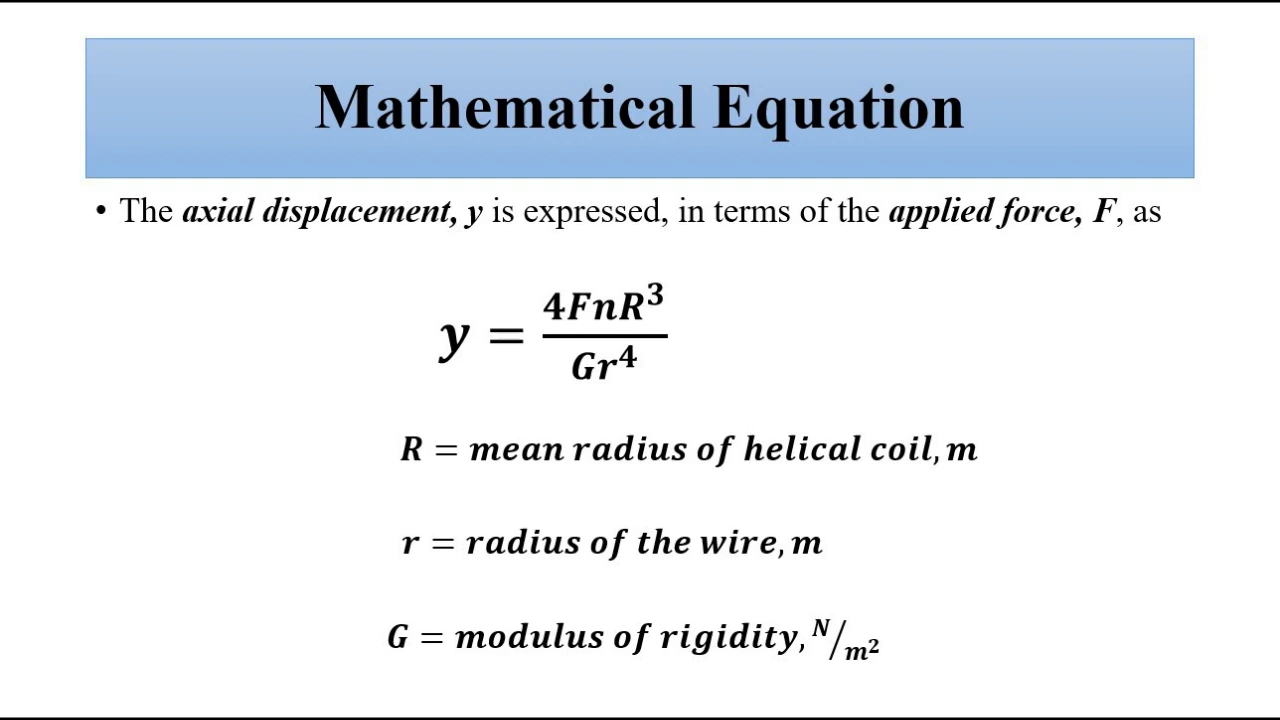 Mathematical Equation
• The axial displacement, y is expressed, in terms of the applied force, F, as
y = 4FnR³/Gr⁴
R = mean radius of helical coil, m
r = radius of the wire, m
G = modulus of rigidity, N/m²